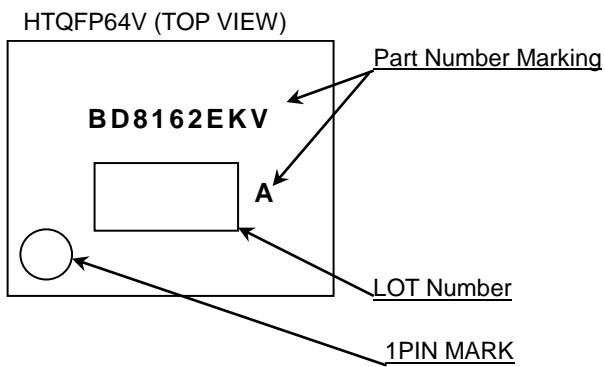 HTQFP64V (TOP VIEW)
Part Number Marking
BD8162EKV
A
LOT Number
1PIN MARK